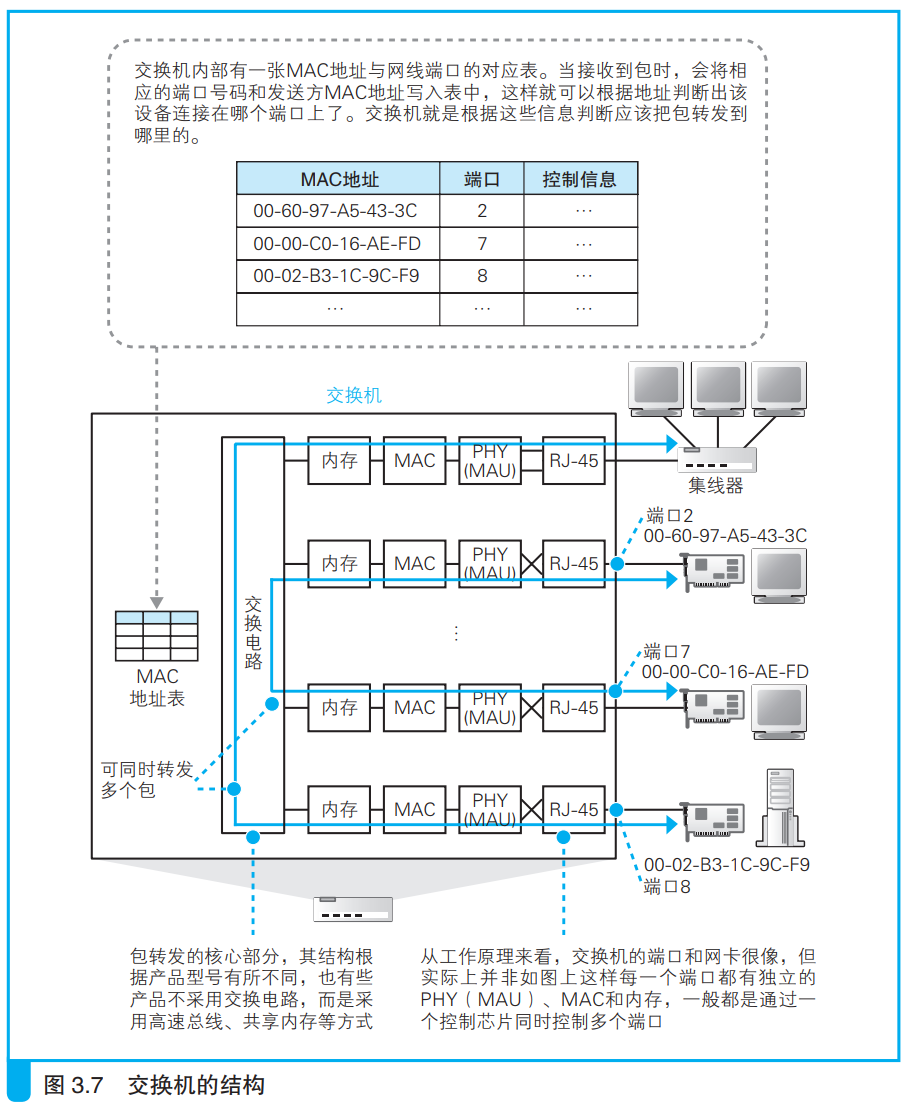 交换机内部有一张MAC地址与网线端口的对应表。当接收到包时，会将相
应的端口号码和发送方MAC地址写入表中，这样就可以根据地址判断出该
设备连接在哪个端口上了。交换机就是根据这些信息判断应该把包转发到
哪里的。
MAC地址 端口 控制信息
00-60-97-A5-43-3C 2 …
00-00-C0-16-AE-FD 7 …
00-02-B3-1C-9C-F9 8 …
… … …
交换机
内存 MAC PHY (MAU) RJ-45
集线器
端口2
00-60-97-A5-43-3C
内存 MAC PHY (MAU) RJ-45
交换电路
…
MAC
地址表
端口7
00-00-C0-16-AE-FD
内存 MAC PHY (MAU) RJ-45
可同时转发
多个包
内存 MAC PHY (MAU) RJ-45
00-02-B3-1C-9C-F9
端口8
包转发的核心部分，其结构根
据产品型号有所不同，也有些
产品不采用交换电路，而是采
用高速总线、共享内存等方式
从工作原理来看，交换机的端口和网卡很像，但
实际上并非如图上这样每一个端口都有独立的
PHY（MAU）、MAC和内存，一般都是通过一
个控制芯片同时控制多个端口
图 3.7 交换机的结构